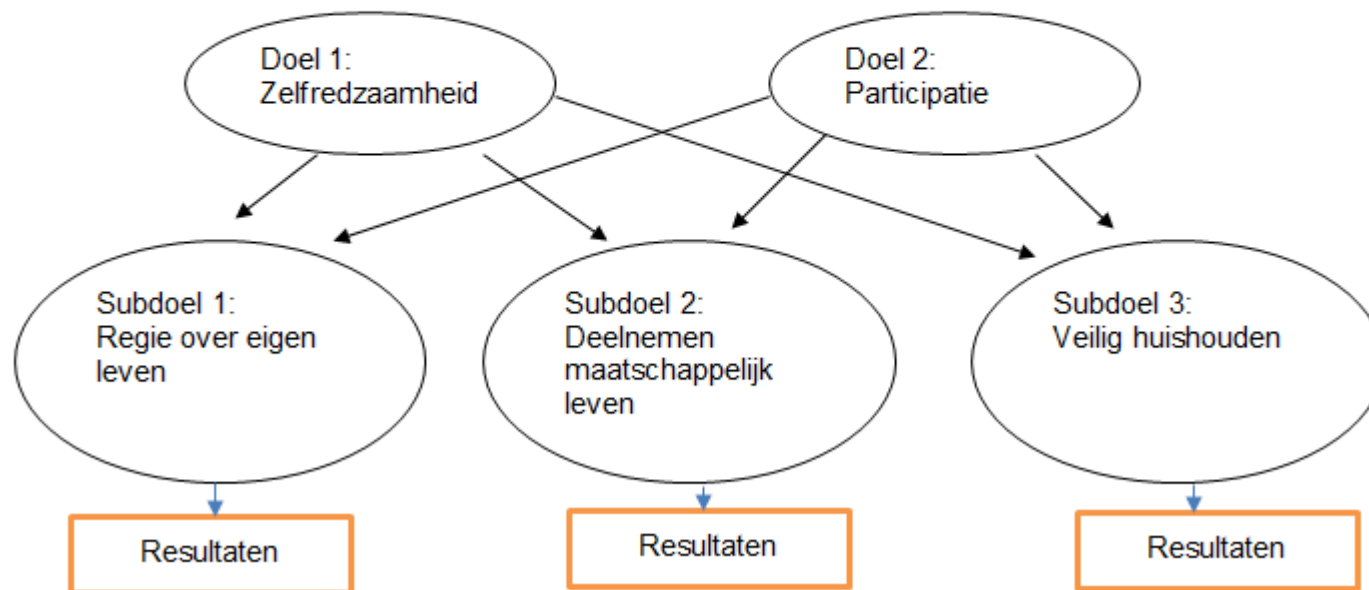 Doel 1:
Zelfredzaamheid
Doel 2:
Participatie
Subdoel 1:
Regie over eigen
leven
Subdoel 2:
Deelnemen
maatschappelijk
leven
Subdoel 3:
Veilig huishouden
Resultaten
Resultaten
Resultaten